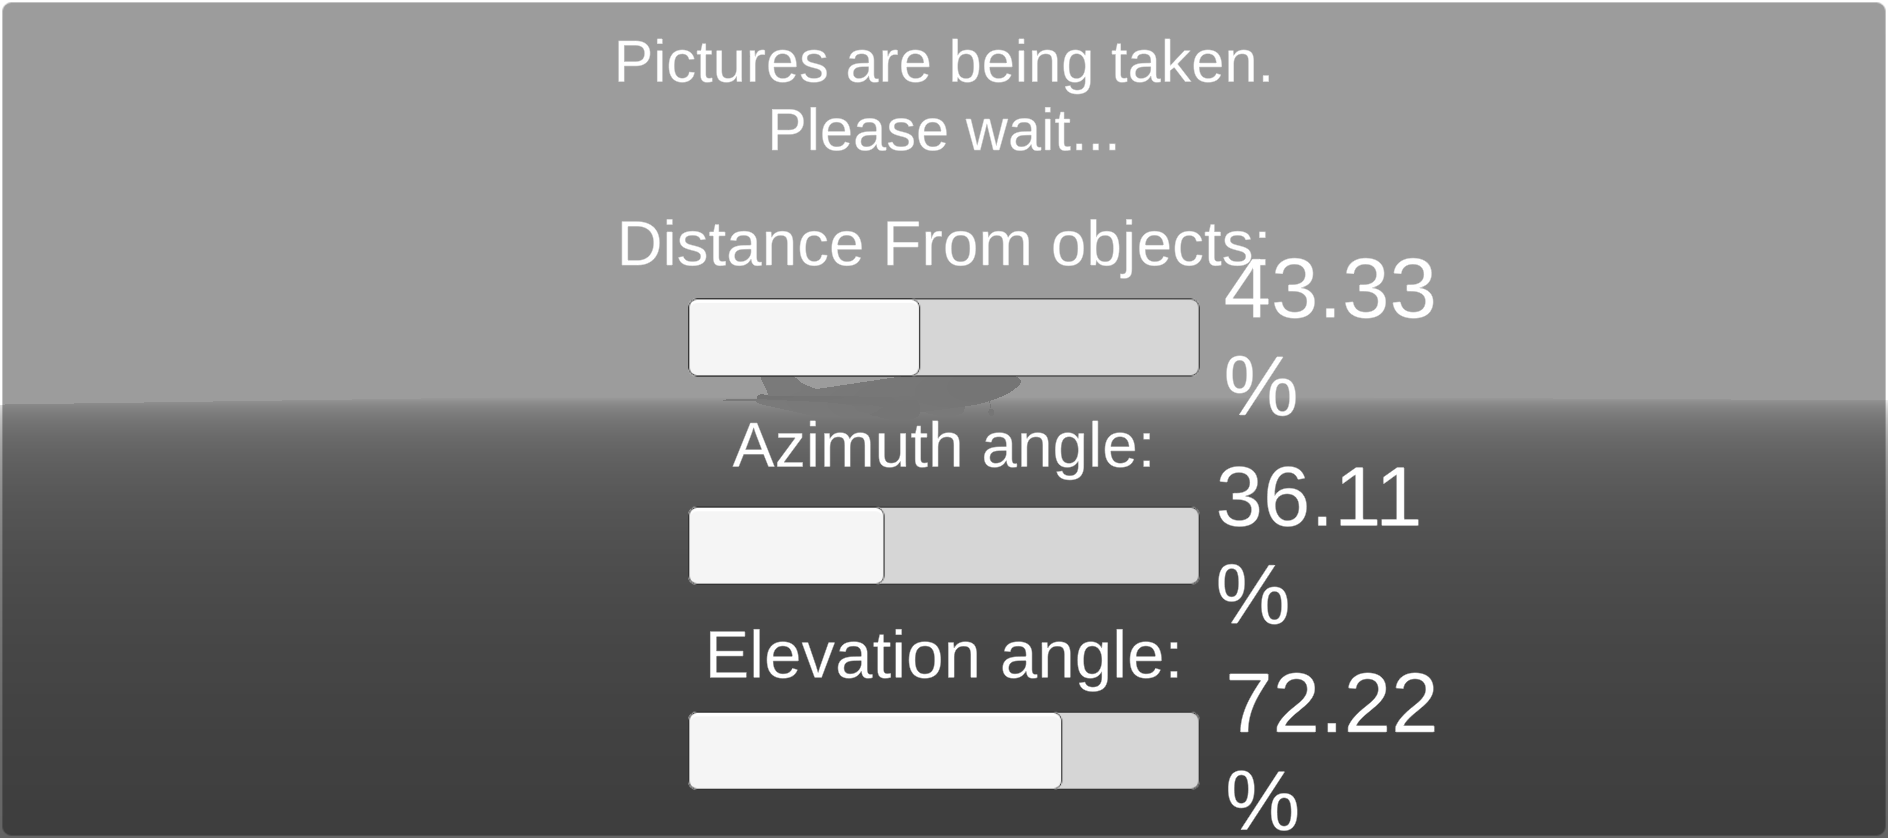 Pictures are being taken.
Please wait...
Distance From objects:
43.33
%
Azimuth angle:
36.11
%
Elevation angle:
72.22
%